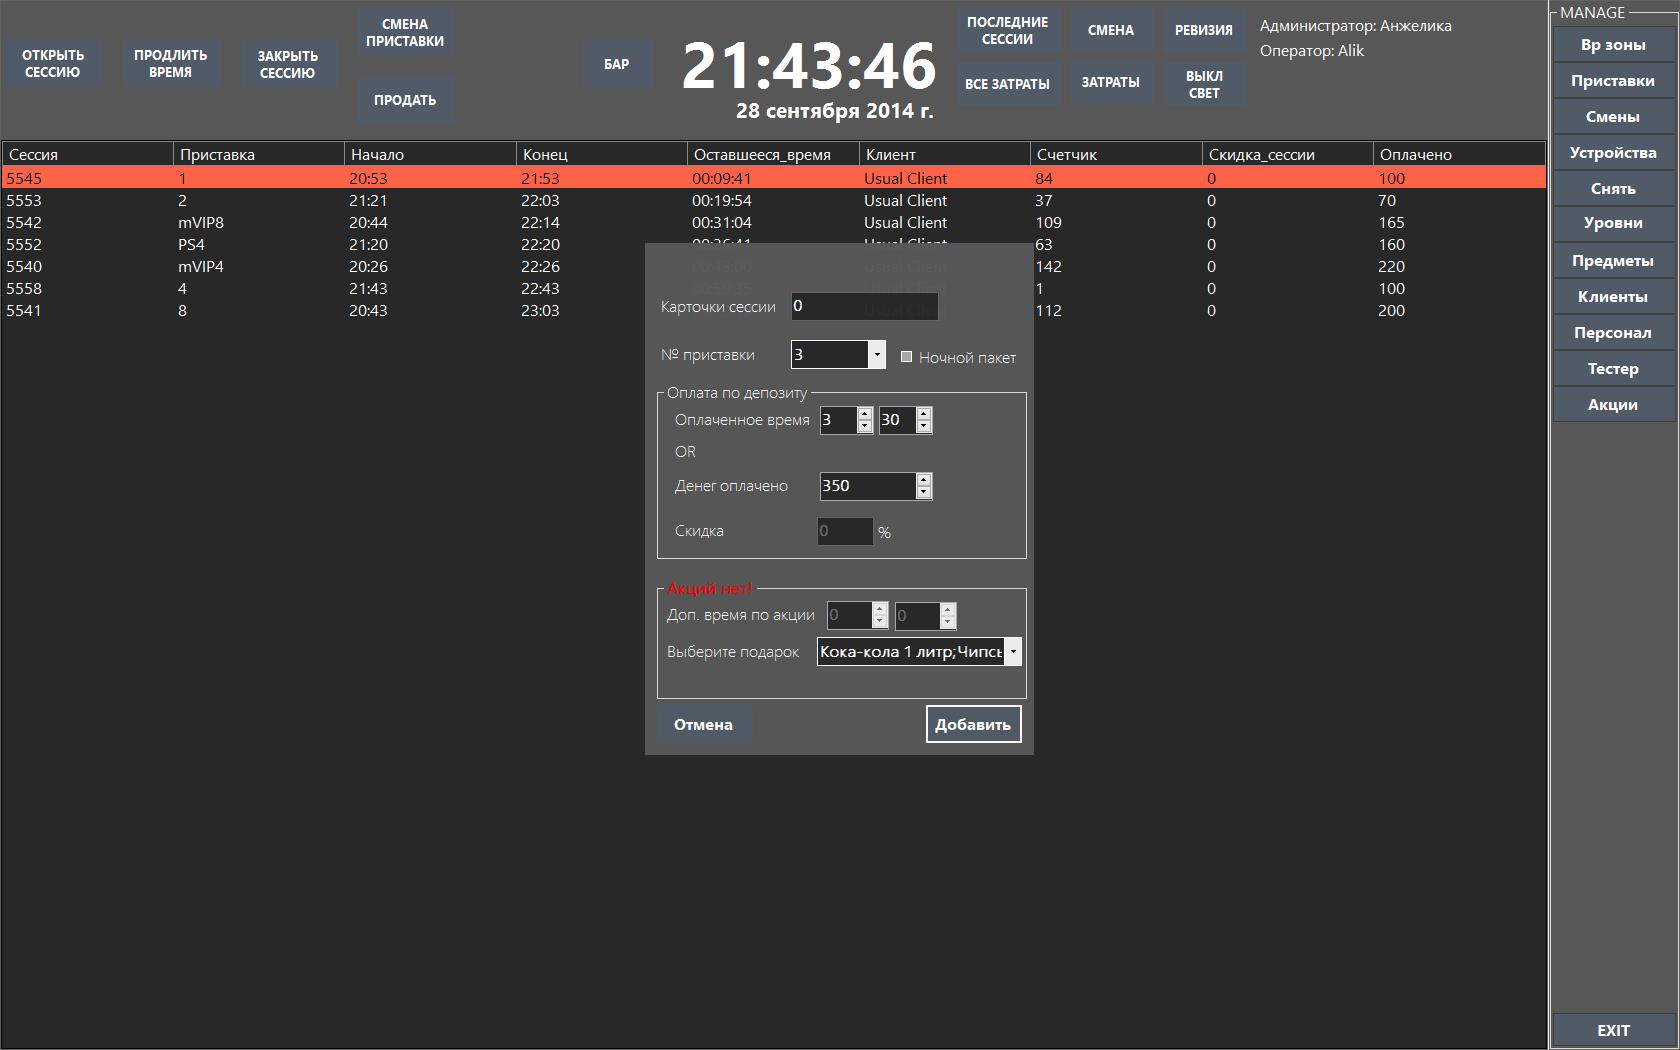 ОТКРЫТЬ
СЕССИЮ
ПРОДЛИТЬ
ВРЕМЯ
ЗАКРЫТЬ
СЕССИЮ
СМЕНА
ПРИСТАВКИ
ПРОДАТЬ
БАР
21:43:46
28 сентября 2014 г.
ПОСЛЕДНИЕ
СЕССИИ
СМЕНА
РЕВИЗИЯ
ВСЕ ЗАТРАТЫ
ЗАТРАТЫ
ВЫКЛ
СВЕТ
Администратор: Анжелика
Оператор: Alik
MANAGE
Вр зоны
Приставки
Смены
Устройства
Снять
Уровни
Предметы
Клиенты
Персонал
Тестер
Акции
EXIT
Сессия Приставка Начало Конец Оставшееся_время Клиент Счетчик Скидка_сессии Оплачено
5545 1 20:53 21:53 00:09:41 Usual Client 84 0 100
5553 2 21:21 22:03 00:19:54 Usual Client 37 0 70
5542 mVIP8 20:44 22:14 00:31:04 Usual Client 109 0 165
5552 PS4 21:20 22:20 00:36:41 Usual Client 63 0 160
5540 mVIP4 20:26 22:26 Usual Client 142 0 220
5558 4 21:43 22:43 1 0 100
5541 8 20:43 23:03 112 0 200
Карточки сессии 0
№ приставки 3 Ночной пакет
Оплата по депозиту
Оплаченное время 3 30
OR
Денег оплачено 350
Скидка 0 %
Акций нет!
Доп. время по акции 0 0
Выберите подарок Кока-кола 1 литр;Чипсы
Отмена Добавить